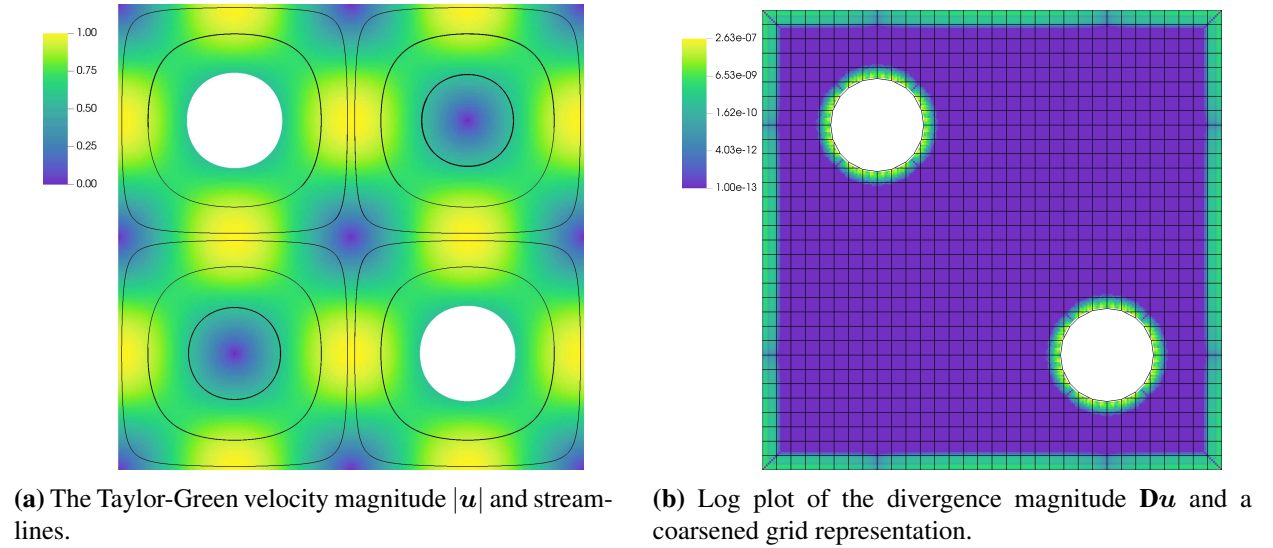 1.00
0.75
0.50
0.25
0.00
2.63e-07
6.53e-09
1.62e-10
4.03e-12
1.00e-13
(a) The Taylor-Green velocity magnitude |u| and stream-
lines.
(b) Log plot of the divergence magnitude Du and a
coarsened grid representation.